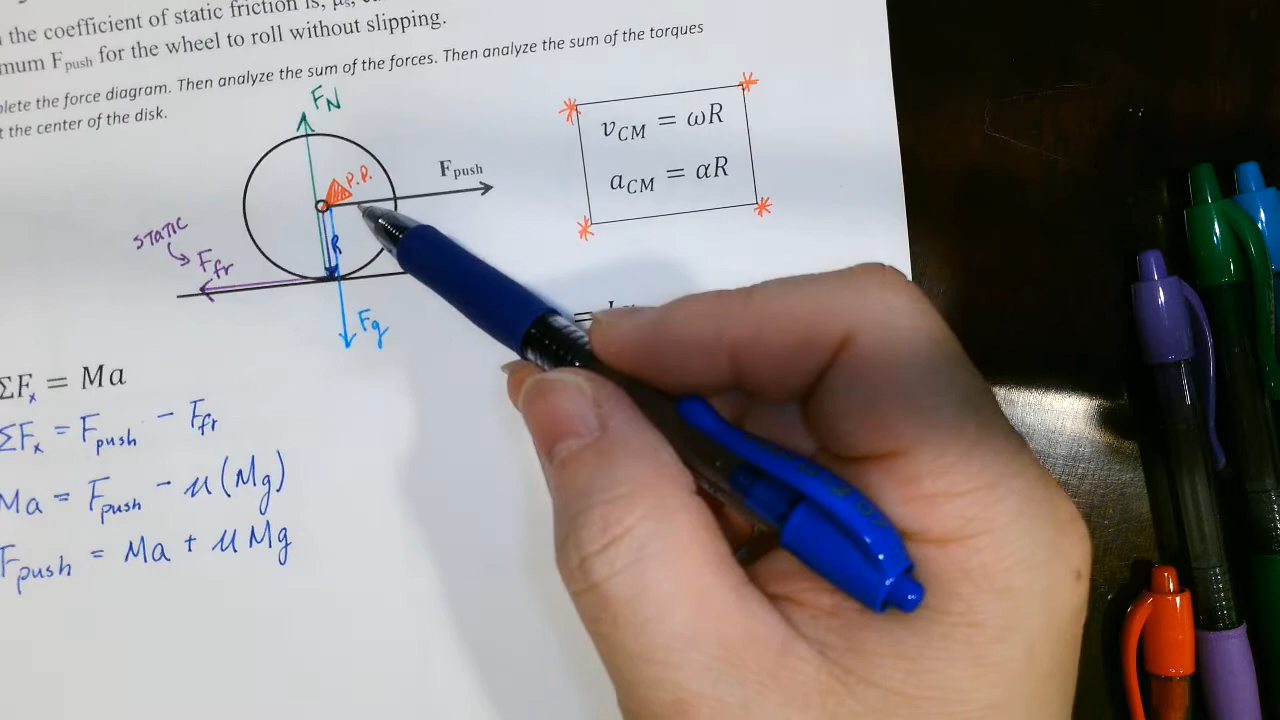 the coefficient of static friction is, μs,
mum Fpush for the wheel to roll without slipping.
plete the force diagram. Then analyze the sum of the forces. Then analyze the sum of the torques
t the center of the disk.
FN
P.P.
Fpush
R
STATIC
Ffr
Fg
vCM = ωR
aCM = αR
=
ΣFx = Ma
ΣFx = Fpush - Ffr
Ma = Fpush - μ(Mg)
Fpush = Ma + μMg